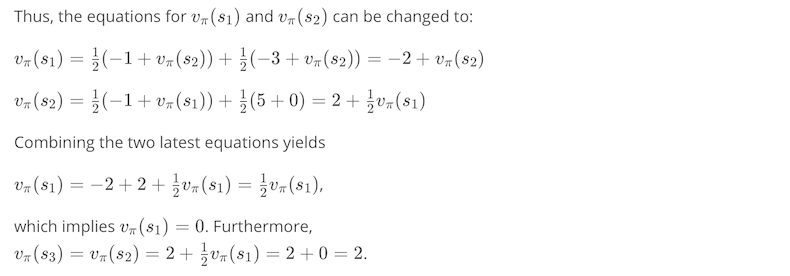 Thus, the equations for $v_\pi(s_1)$ and $v_\pi(s_2)$ can be changed to:
$v_\pi(s_1) = \frac{1}{2}(-1 + v_\pi(s_2)) + \frac{1}{2}(-3 + v_\pi(s_2)) = -2 + v_\pi(s_2)$
$v_\pi(s_2) = \frac{1}{2}(-1 + v_\pi(s_1)) + \frac{1}{2}(5 + 0) = 2 + \frac{1}{2}v_\pi(s_1)$
Combining the two latest equations yields
$v_\pi(s_1) = -2 + 2 + \frac{1}{2}v_\pi(s_1) = \frac{1}{2}v_\pi(s_1),$
which implies $v_\pi(s_1) = 0$. Furthermore,
$v_\pi(s_3) = v_\pi(s_2) = 2 + \frac{1}{2}v_\pi(s_1) = 2 + 0 = 2.$